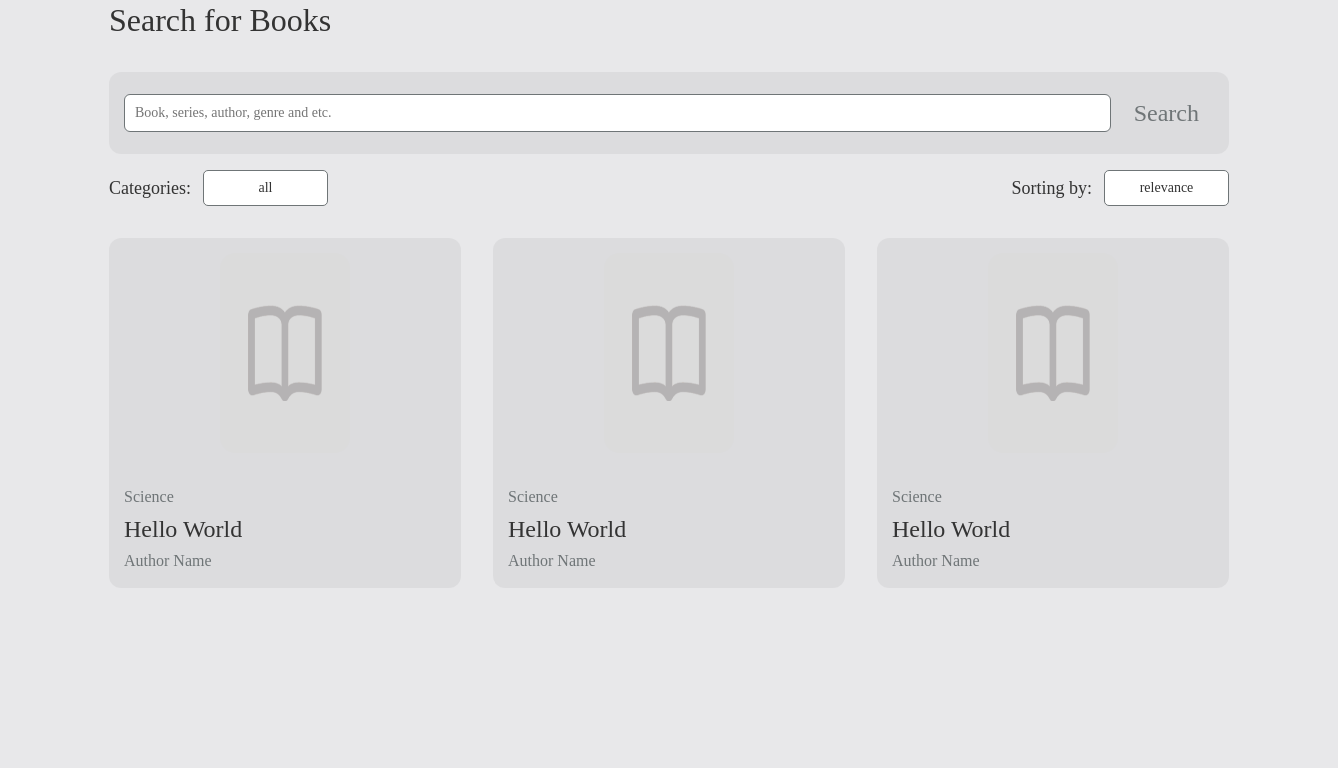 Search for Books
Book, series, author, genre and etc.
Search
Categories:
all
Sorting by:
relevance
Science
Hello World
Author Name
Science
Hello World
Author Name
Science
Hello World
Author Name